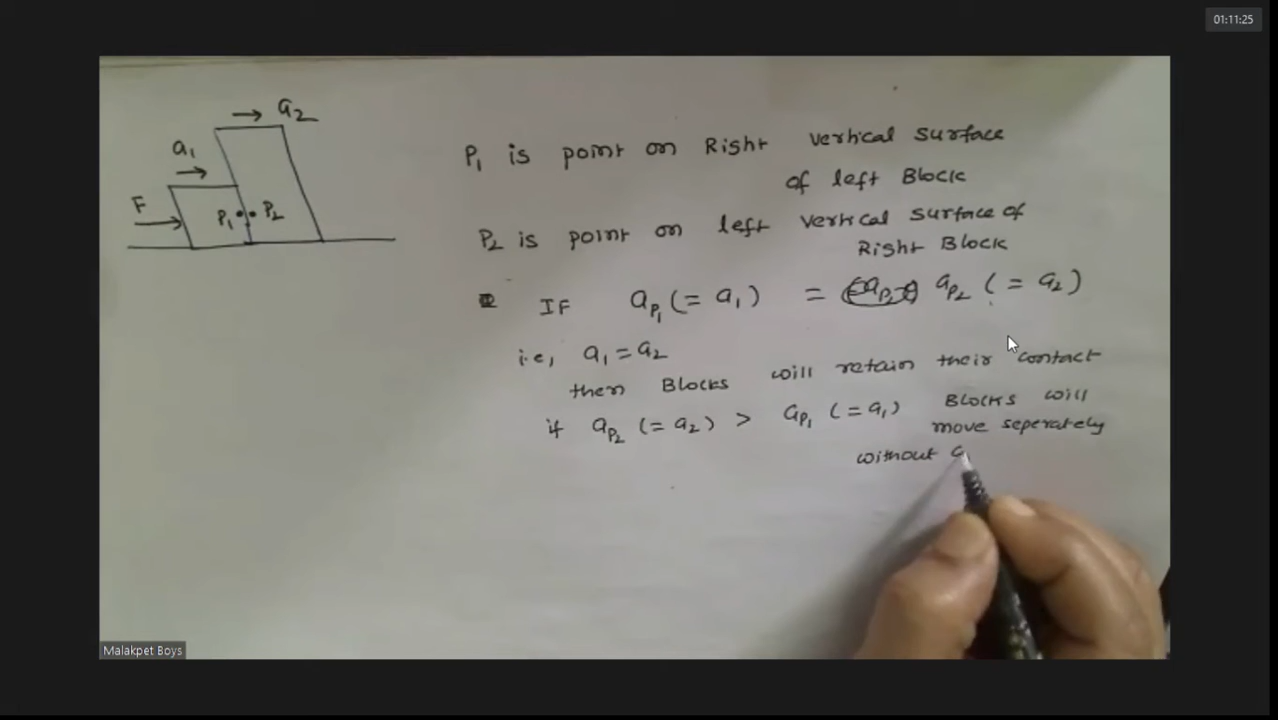 01:11:25
→ a2
a1
→
F
P1 • • P2
P1 is point on Right vertical surface
of left Block
P2 is point on left vertical surface of
Right Block
IF aP1 (= a1) = aP2 (= a2)
i.e, a1 = a2
then Blocks will retain their contact
if aP2 (= a2) > aP1 (= a1) Blocks will
move seperately
without
Malakpet Boys